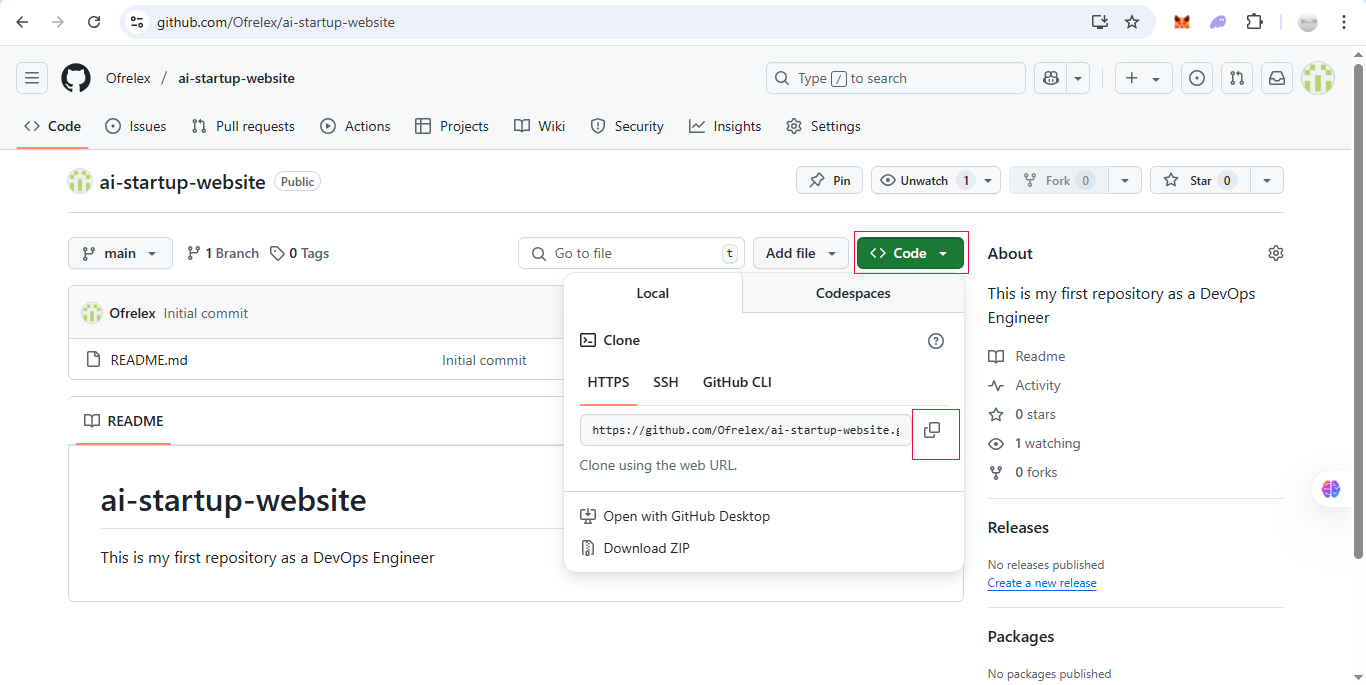 github.com/Ofrelex/ai-startup-website
Ofrelex / ai-startup-website
Type / to search
Code Issues Pull requests Actions Projects Wiki Security Insights Settings
ai-startup-website Public
Pin Unwatch 1 Fork 0 Star 0
main 1 Branch 0 Tags Go to file t Add file Code
Ofrelex Initial commit
README.md Initial commit
README
ai-startup-website
This is my first repository as a DevOps Engineer
Local Codespaces
Clone
HTTPS SSH GitHub CLI
https://github.com/Ofrelex/ai-startup-website.g
Clone using the web URL.
Open with GitHub Desktop
Download ZIP
About
This is my first repository as a DevOps
Engineer
Readme
Activity
0 stars
1 watching
0 forks
Releases
No releases published
Create a new release
Packages
No packages published